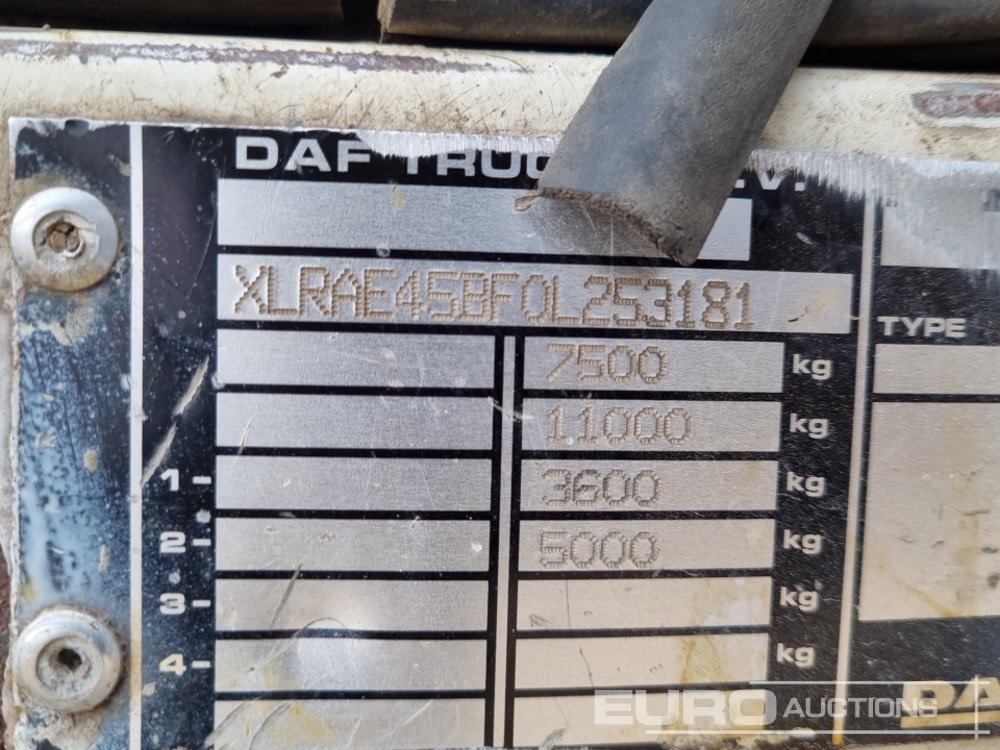 DAF
.V.
XLRAE45BF0L253181
7500 kg
11000 kg
1- 3600 kg
2- 5000 kg
3- kg
4- kg
TYPE
EURO AUCTIONS